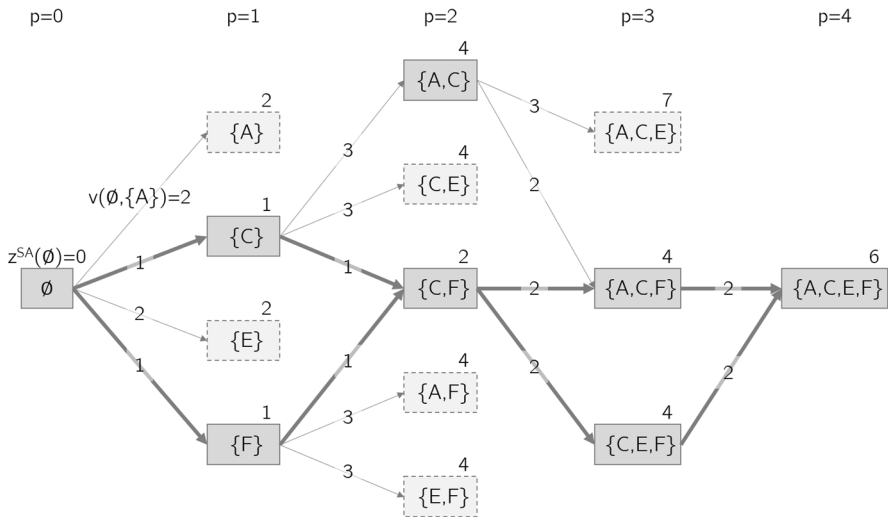 p=0 p=1 p=2 p=3 p=4
4
{A,C}
2
7
{A}
3
{A,C,E}
3
4
{C,E}
v(∅,{A})=2
3
2
1
{C}
z^SA(∅)=0
1
1
2
4
6
∅
{C,F}
2
{A,C,F}
2
{A,C,E,F}
2
2
{E}
1
1
4
2
2
{A,F}
1
3
4
{F}
{C,E,F}
3
4
{E,F}